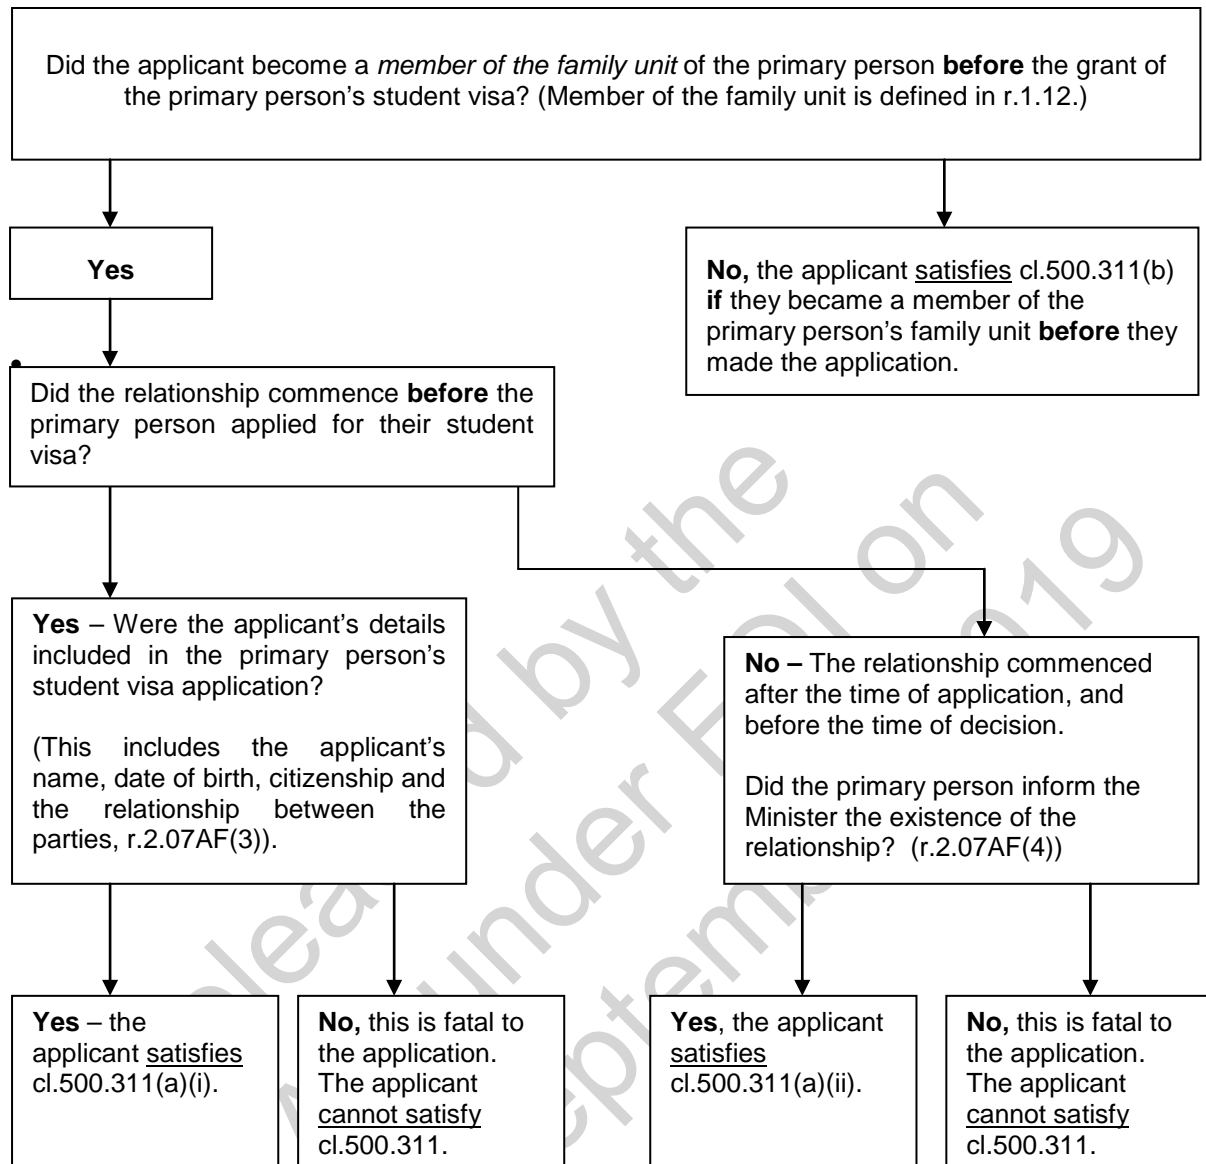 Did the applicant become a member of the family unit of the primary person before the grant of
the primary person's student visa? (Member of the family unit is defined in r.1.12.)
Yes
No, the applicant satisfies cl.500.311(b)
if they became a member of the
primary person's family unit before they
made the application.
Did the relationship commence before the
primary person applied for their student
visa?
Yes – Were the applicant's details
included in the primary person's
student visa application?
(This includes the applicant's
name, date of birth, citizenship and
the relationship between the
parties, r.2.07AF(3)).
No – The relationship commenced
after the time of application, and
before the time of decision.
Did the primary person inform the
Minister the existence of the
relationship? (r.2.07AF(4))
Yes – the
applicant satisfies
cl.500.311(a)(i).
No, this is fatal to
the application.
The applicant
cannot satisfy
cl.500.311.
Yes, the applicant
satisfies
cl.500.311(a)(ii).
No, this is fatal to
the application.
The applicant
cannot satisfy
cl.500.311.
by the
under FOI on